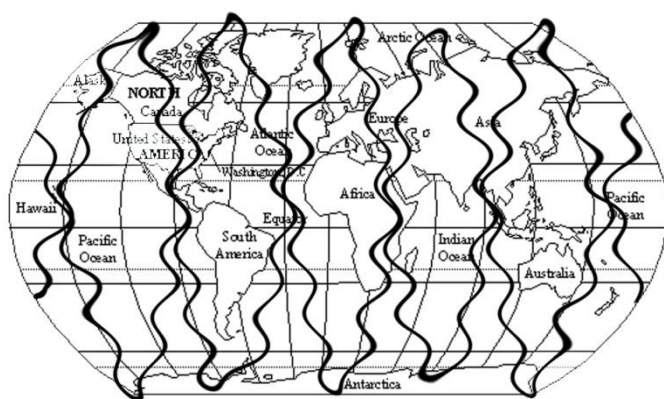 Arctic Ocean
Alaska
NORTH
Canada
Europe
Asia
United States of
AMERICA
Atlantic
Ocean
Washington D.C
Hawaii
Africa
Pacific
Ocean
Equator
Pacific
Ocean
South
America
Indian
Ocean
Australia
Antarctica